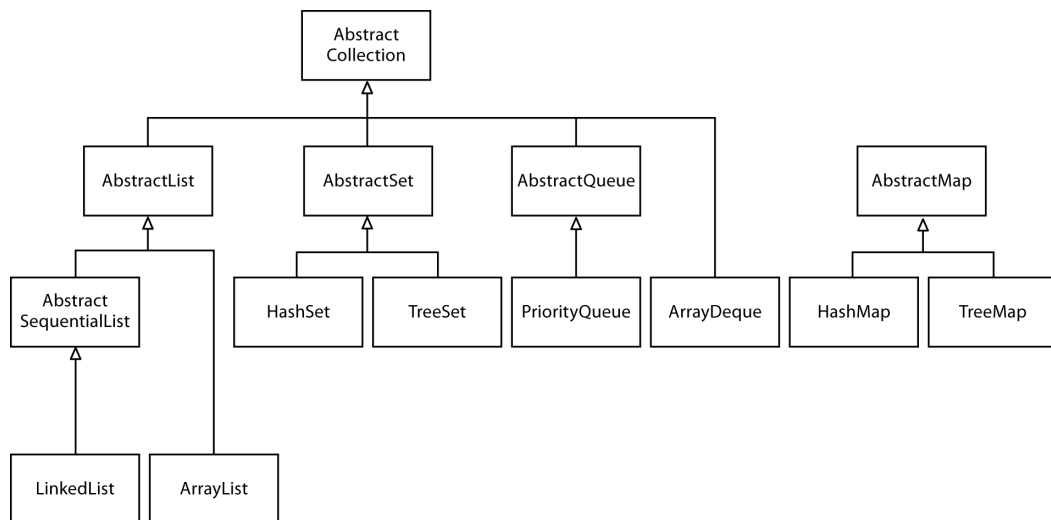 Abstract
Collection
AbstractList
AbstractSet
AbstractQueue
AbstractMap
Abstract
SequentialList
HashSet
TreeSet
PriorityQueue
ArrayDeque
HashMap
TreeMap
LinkedList
ArrayList